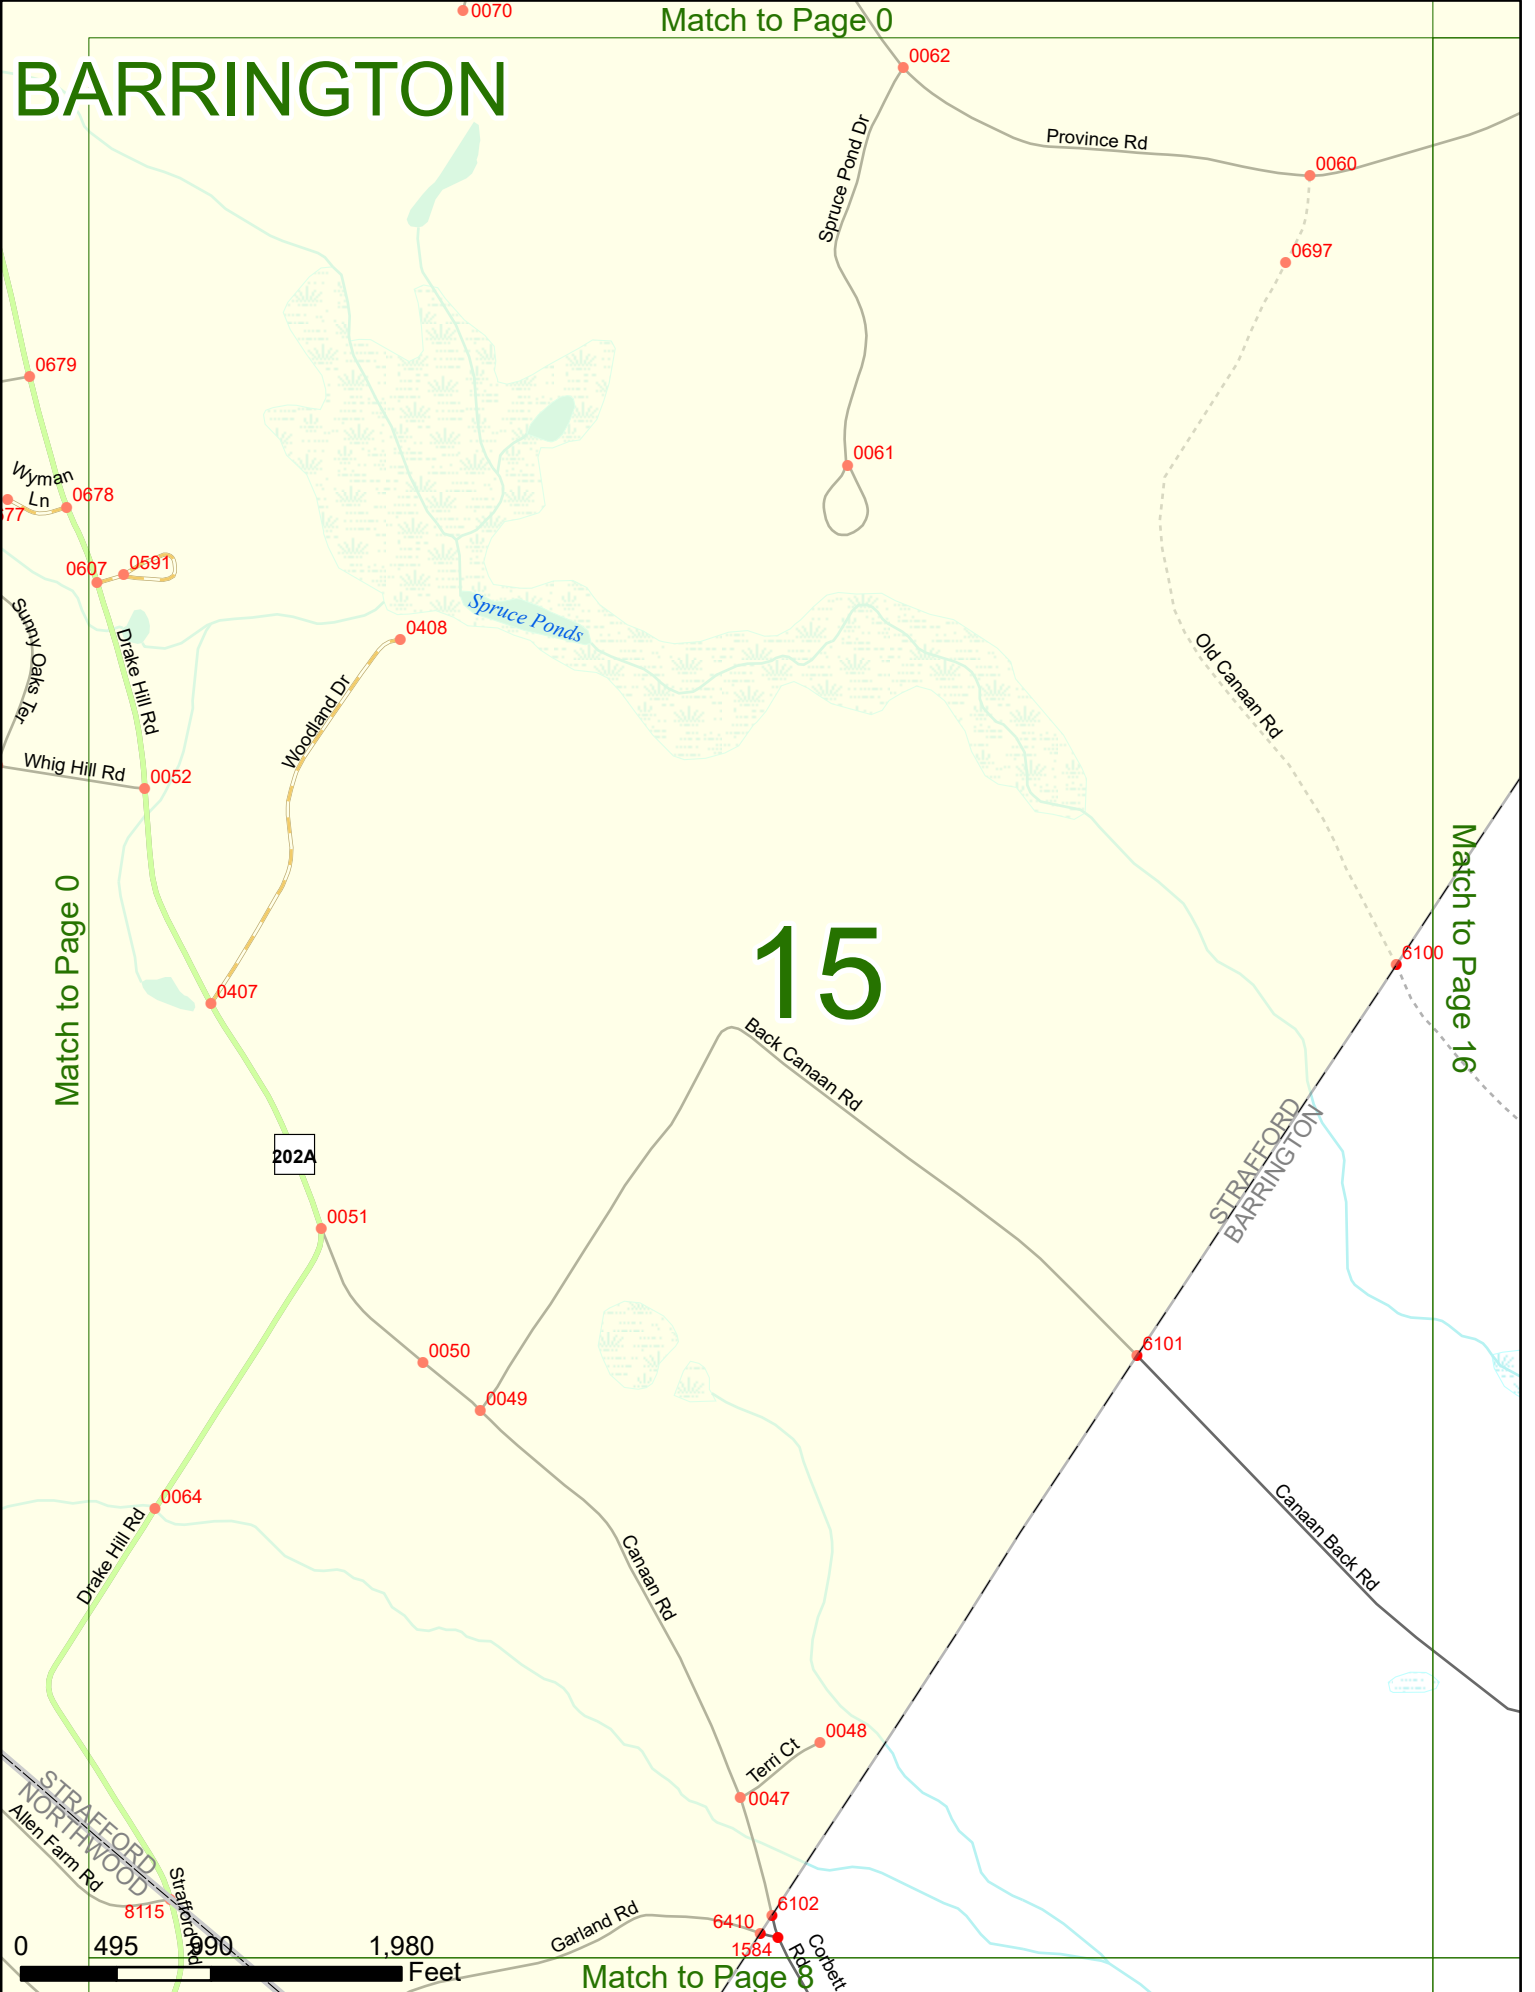 0070
Match to Page 0
BARRINGTON
0062
Province Rd
Spruce Pond Dr
0060
0697
0679
0061
Wyman
Ln
0678
677
0591
0607
Spruce Ponds
0408
Sunny Oaks Ter
Drake Hill Rd
Old Canaan Rd
Woodland Dr
Whig Hill Rd
0052
Match to Page 0
Match to Page 16
15
6100
0407
Back Canaan Rd
202A
STRAFFORD
BARRINGTON
0051
6101
0050
0049
0064
Canaan Back Rd
Drake Hill Rd
Canaan Rd
0048
Terri Ct
0047
STRAFFORD
NORTHWOOD
Allen Farm Rd
Strafford Rd
8115
6102
6410
Garland Rd
1584
Corbett
Rd
0 495 990 1,980
Feet
Match to Page 8